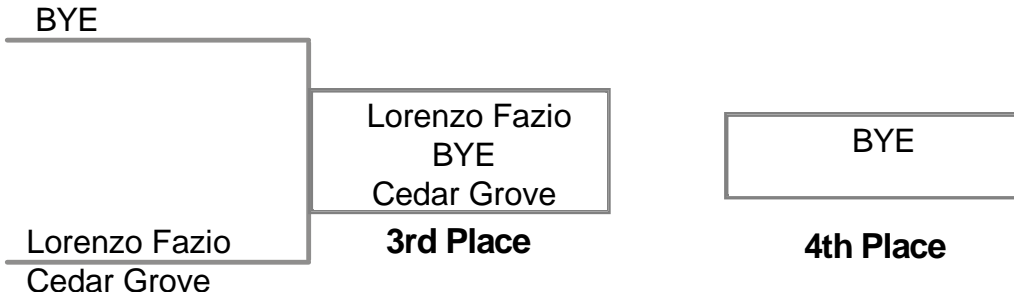 BYE
Lorenzo Fazio
BYE
Cedar Grove
3rd Place
BYE
4th Place
Lorenzo Fazio
Cedar Grove